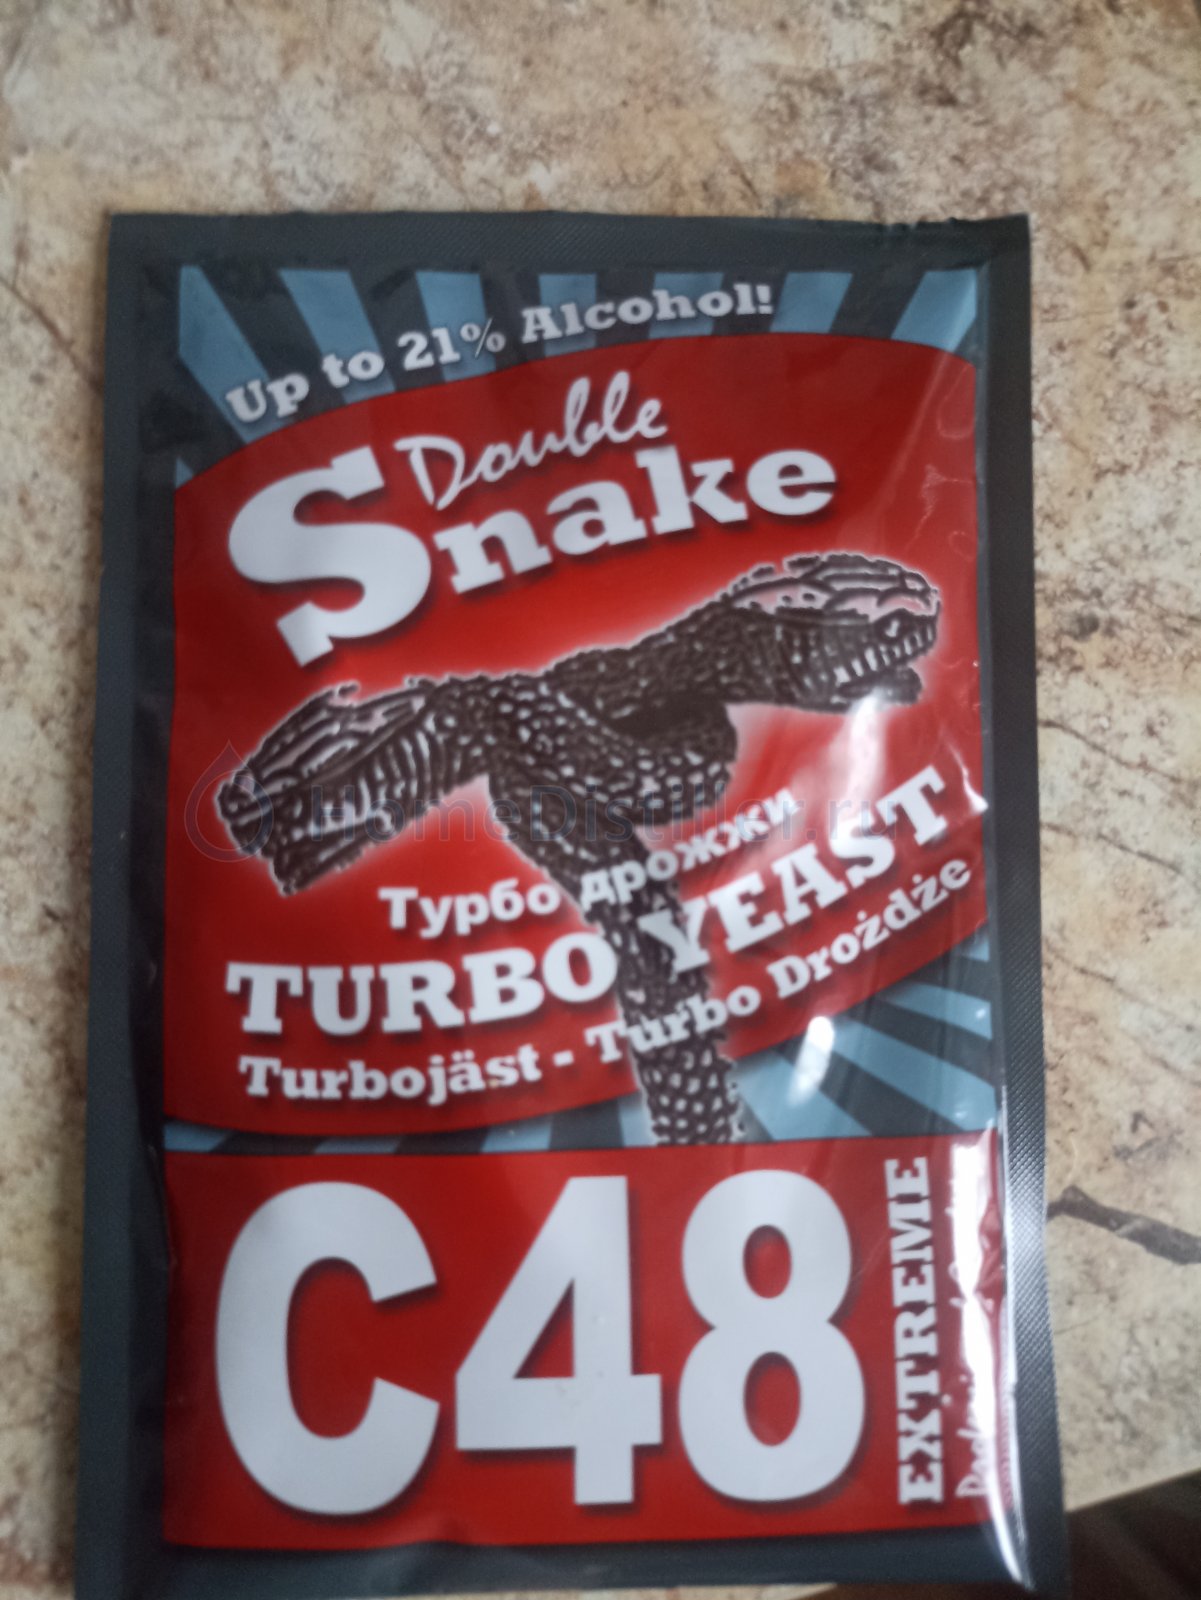 Up to 21% Alcohol!
Double
Snake
HomeDistiller.ru
Турбо дрожжи
TURBO YEAST
Turbojäst - Turbo Drożdże
C48
EXTREME